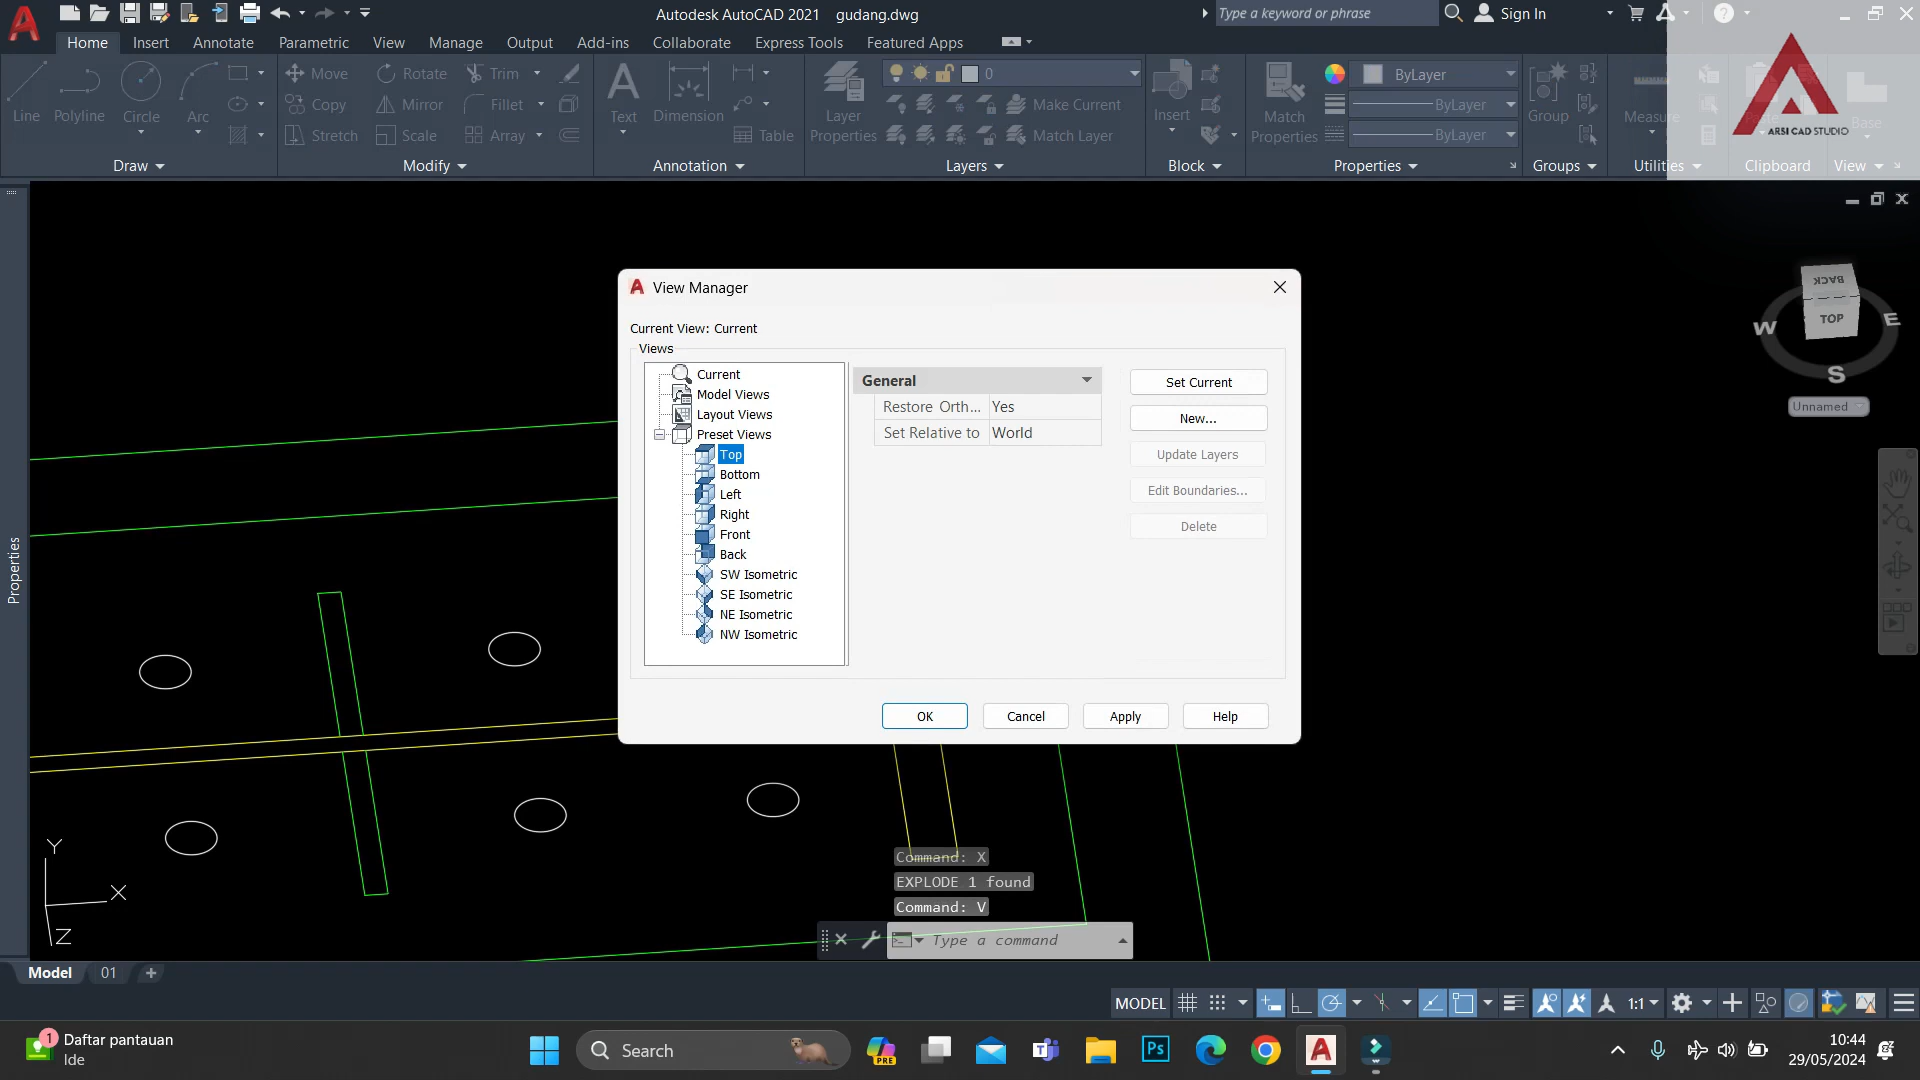 Autodesk AutoCAD 2021 gudang.dwg
Type a keyword or phrase
Sign In
Home Insert Annotate Parametric View Manage Output Add-ins Collaborate Express Tools Featured Apps
Line
Polyline
Circle
Arc
Draw
Move
Copy
Stretch
Rotate
Mirror
Scale
Trim
Fillet
Array
Modify
Text
Dimension
Table
Annotation
Layer
Properties
0
Make Current
Match Layer
Layers
Insert
Block
Match
Properties
ByLayer
ByLayer
ByLayer
Properties
Group
Groups
Measure
Utilities
Clipboard
Base
View
ARSI CAD STUDIO
BACK
TOP
W
E
S
Unnamed
Properties
View Manager
Current View: Current
Views
Current
Model Views
Layout Views
Preset Views
Top
Bottom
Left
Right
Front
Back
SW Isometric
SE Isometric
NE Isometric
NW Isometric
General
Restore Orth... Yes
Set Relative to World
Set Current
New...
Update Layers
Edit Boundaries...
Delete
OK Cancel Apply Help
Y
X
Z
Command: X
EXPLODE 1 found
Command: V
Type a command
Model 01
MODEL
1:1
1
Daftar pantauan
Ide
Search
PRE
Ps
10:44
29/05/2024